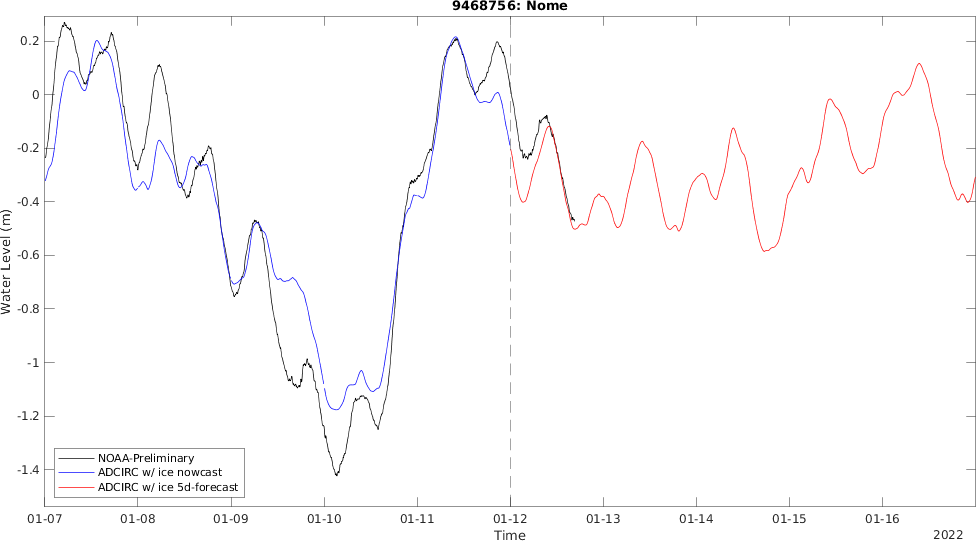 9468756: Nome
Water Level (m)
0.2
0
-0.2
-0.4
-0.6
-0.8
-1
-1.2
-1.4
NOAA-Preliminary
ADCIRC w/ ice nowcast
ADCIRC w/ ice 5d-forecast
01-07 01-08 01-09 01-10 01-11 01-12 01-13 01-14 01-15 01-16
Time
2022